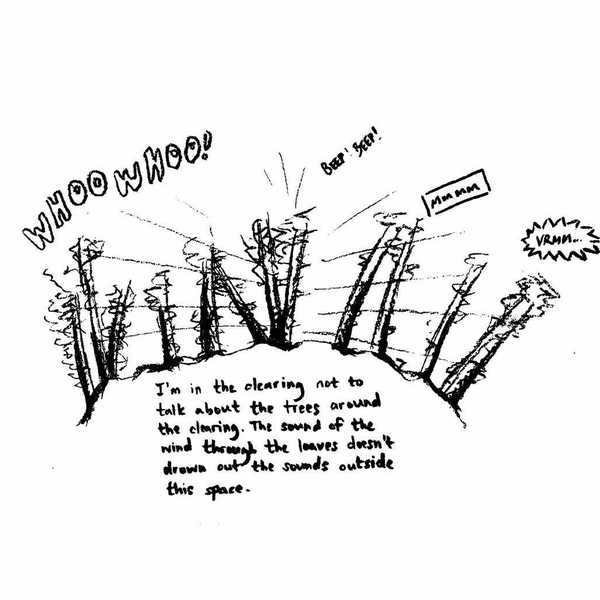 WHOO WHOO!
BEEP! BEEP!
MMMMM
VRMM...
I'm in the clearing not to
talk about the trees around
the clearing. The sound of the
wind through the leaves doesn't
drown out the sounds outside
this space.